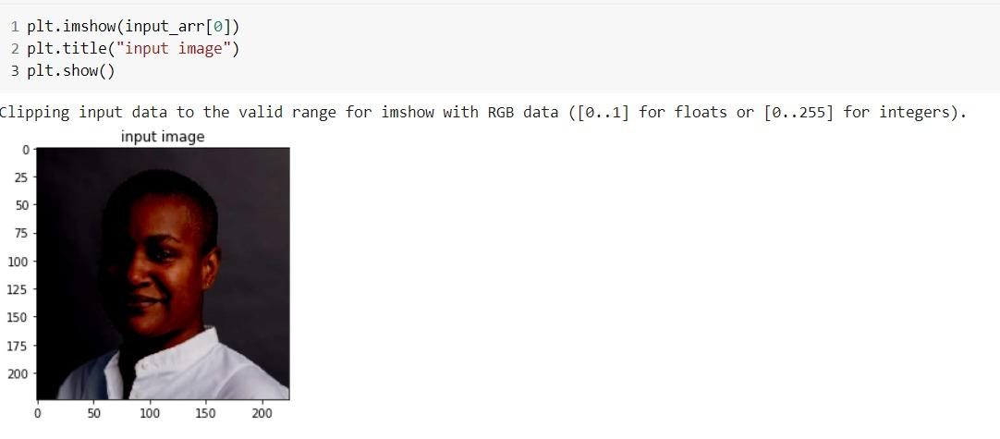 1 plt.imshow(input_arr[0])
2 plt.title("input image")
3 plt.show()
Clipping input data to the valid range for imshow with RGB data ([0..1] for floats or [0..255] for integers).
input image
0
25
50
75
100
125
150
175
200
0 50 100 150 200